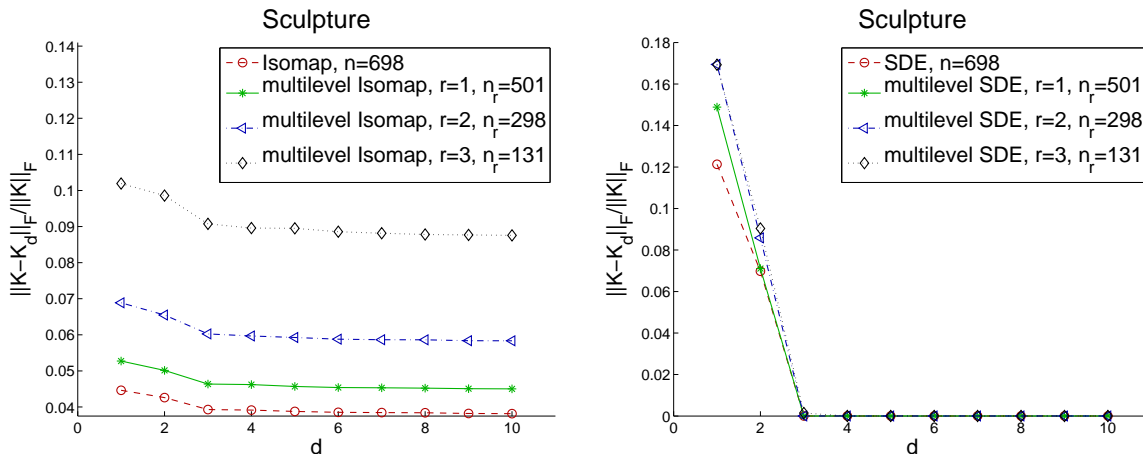 Sculpture
0.14
0.13
0.12
0.11
0.1
0.09
0.08
0.07
0.06
0.05
0.04
||K−K_d||_F/||K||_F
0 2 4 6 8 10
d
Isomap, n=698
multilevel Isomap, r=1, n_r=501
multilevel Isomap, r=2, n_r=298
multilevel Isomap, r=3, n_r=131
Sculpture
0.18
0.16
0.14
0.12
0.1
0.08
0.06
0.04
0.02
0
||K−K_d||_F/||K||_F
0 2 4 6 8 10
d
SDE, n=698
multilevel SDE, r=1, n_r=501
multilevel SDE, r=2, n_r=298
multilevel SDE, r=3, n_r=131